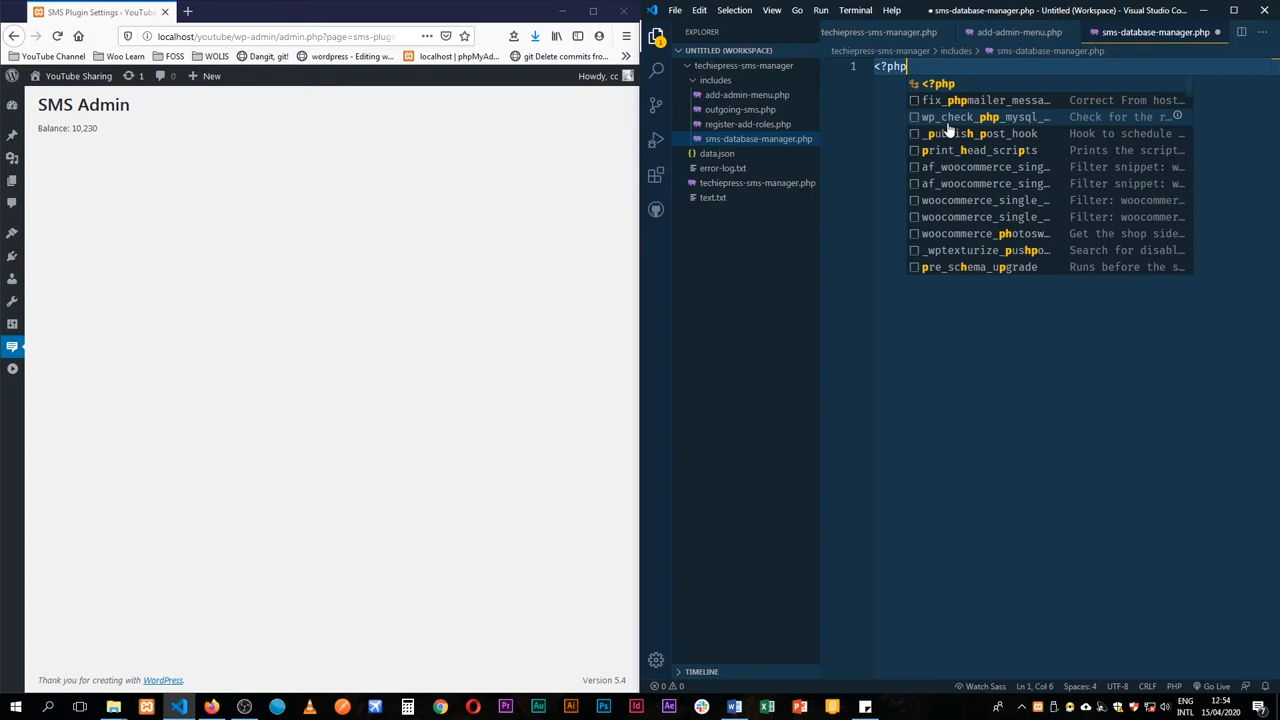 SMS Plugin Settings ‹ YouTube
localhost/youtube/wp-admin/admin.php?page=sms-plugin
YouTube Channel
Woo Learn
FOSS
WOLIS
Dangit, git!
wordpress - Buildin...
localhost | phpMyAd...
git Delete commits fro...
YouTube Sharing
1
0
New
Howdy, cc
SMS Admin
Balance: 10,230
Thank you for creating with WordPress.
Version 5.4
File Edit Selection View Go Run Terminal Help
● sms-database-manager.php - Untitled (Workspace) - Visual Studio Co...
EXPLORER
UNTITLED (WORKSPACE)
techiepress-sms-manager
includes
add-admin-menu.php
outgoing-sms.php
register-add-roles.php
sms-database-manager.php
data.json
error-log.txt
techiepress-sms-manager.php
text.txt
TIMELINE
techiepress-sms-manager.php
add-admin-menu.php
sms-database-manager.php
techiepress-sms-manager > includes > sms-database-manager.php
1 <?php
<?php
fix_phpmailer_messa... Correct From host...
wp_check_php_mysql_... Check for the r...
_publish_post_hook Hook to schedule
print_head_scripts Prints the script...
af_woocommerce_sing... Filter snippet: w...
af_woocommerce_sing... Filter snippet: w...
woocommerce_single_... Filter: woocommer...
woocommerce_single_... Filter: woocommer...
woocommerce_photosw... Get the shop side...
_wptexturize_pushpo... Search for disabl...
pre_schema_upgrade Runs before the s...
0 0
Watch Sass
Ln 1, Col 6
Spaces: 4
UTF-8
CRLF
PHP
Go Live
ENG
INTL
12:54
15/04/2020